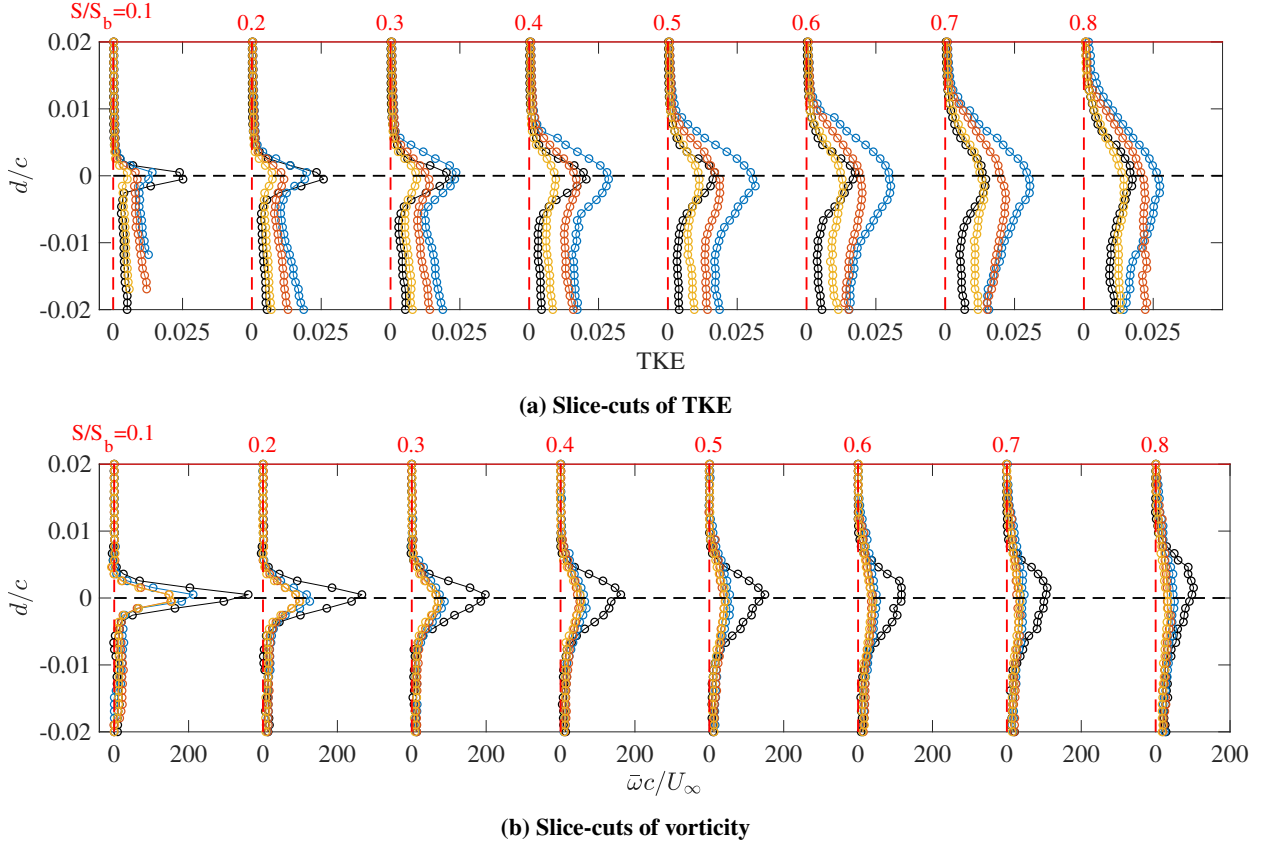 S/S_b=0.1 0.2 0.3 0.4 0.5 0.6 0.7 0.8
0.02
0.01
0
-0.01
-0.02
d/c
0 0.025 0 0.025 0 0.025 0 0.025 0 0.025 0 0.025 0 0.025 0 0.025
TKE
(a) Slice-cuts of TKE
S/S_b=0.1 0.2 0.3 0.4 0.5 0.6 0.7 0.8
0.02
0.01
0
-0.01
-0.02
d/c
0 200 0 200 0 200 0 200 0 200 0 200 0 200 0 200
ω̄c/U∞
(b) Slice-cuts of vorticity